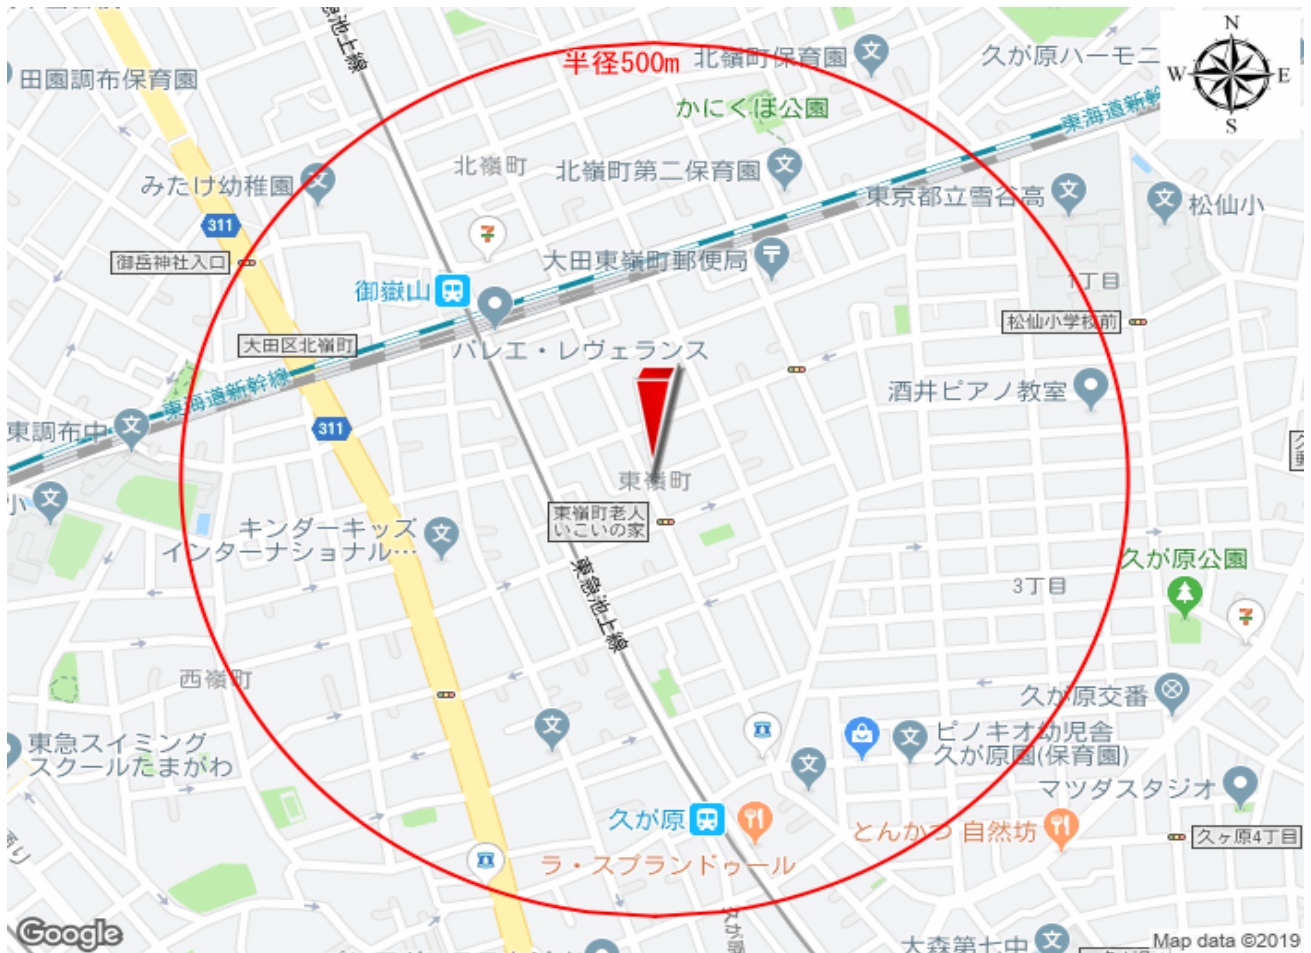 東急池上線
半径500m
北嶺町保育園
久が原ハーモニ
N
W
E
S
田園調布保育園
かにくぼ公園
東海道新幹
北嶺町
北嶺町第二保育園
みたけ幼稚園
東京都立雪谷高
松仙小
311
御岳神社入口
大田東嶺町郵便局
1丁目
御嶽山
松仙小学校前
大田区北嶺町
バレエ・レヴェランス
東海道新幹線
酒井ピアノ教室
東調布中
311
東嶺町
小
東嶺町老人
いこいの家
キンダーキッズ
インターナショナル…
久が原公園
東急池上線
3丁目
西嶺町
久が原交番
東急スイミング
スクールたまがわ
ピノキオ幼児舎
久が原園(保育園)
マツダスタジオ
久が原
とんかつ 自然坊
久ヶ原4丁目
ラ・スプランドゥール
Google
大森第七中
Map data ©2019